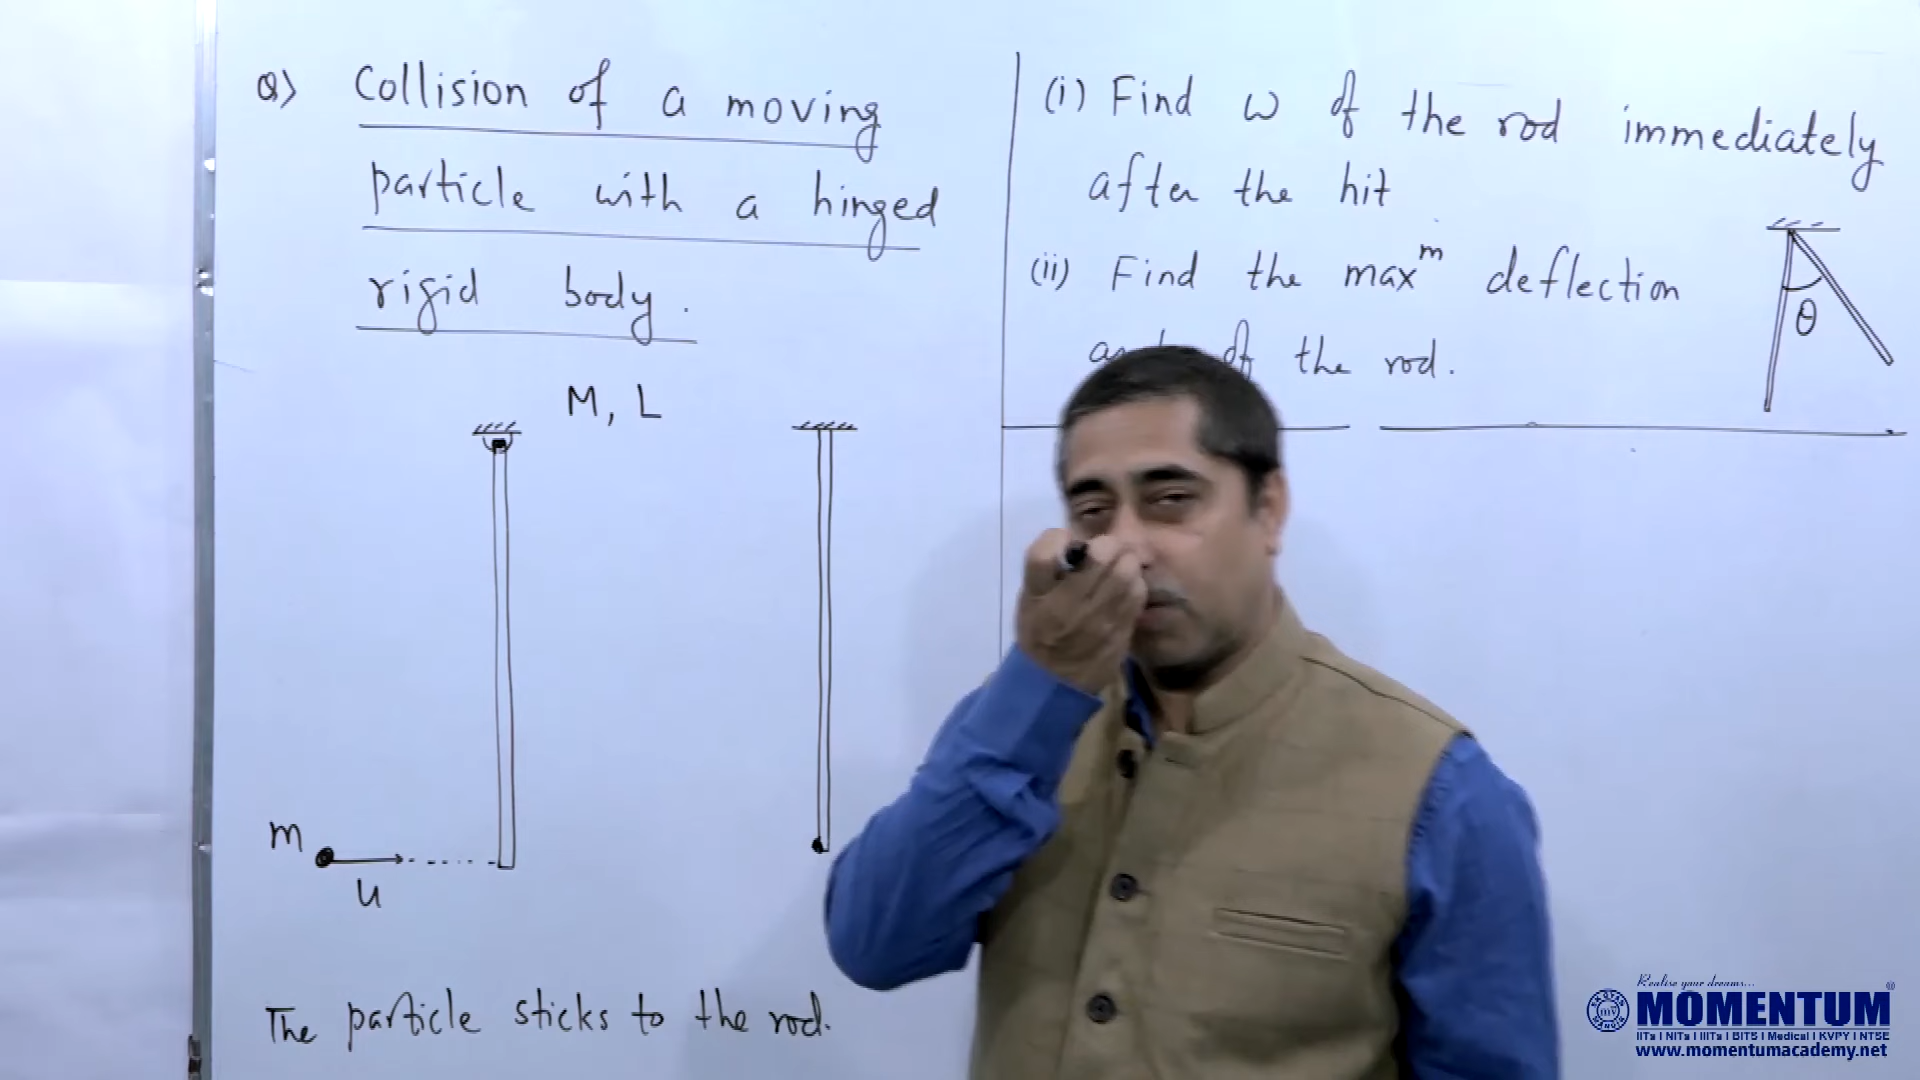 Q) Collision of a moving
particle with a hinged
rigid body.
M, L
m
u
The particle sticks to the rod.
(i) Find ω of the rod immediately
after the hit
(ii) Find the maxᵐ deflection
of the rod.
θ
Realise your dreams...
MOMENTUM
IITs | NITs | IIITs | BITS | Medical | KVPY | NTSE
www.momentumacademy.net